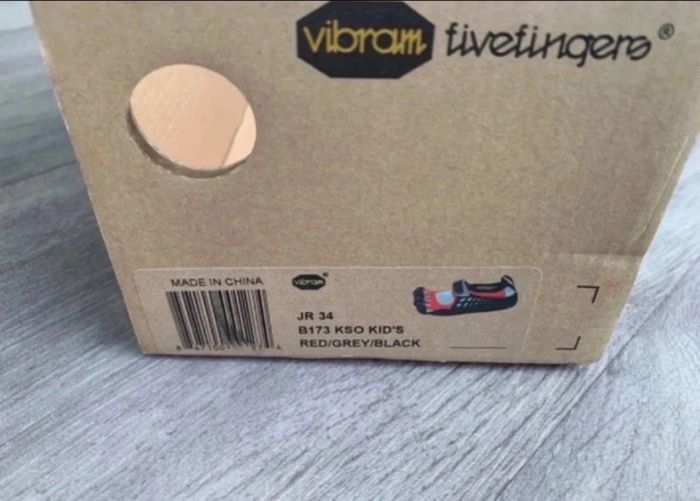 vibram fivefingers®
MADE IN CHINA
vibram®
JR 34
B173 KSO KID'S
RED/GREY/BLACK